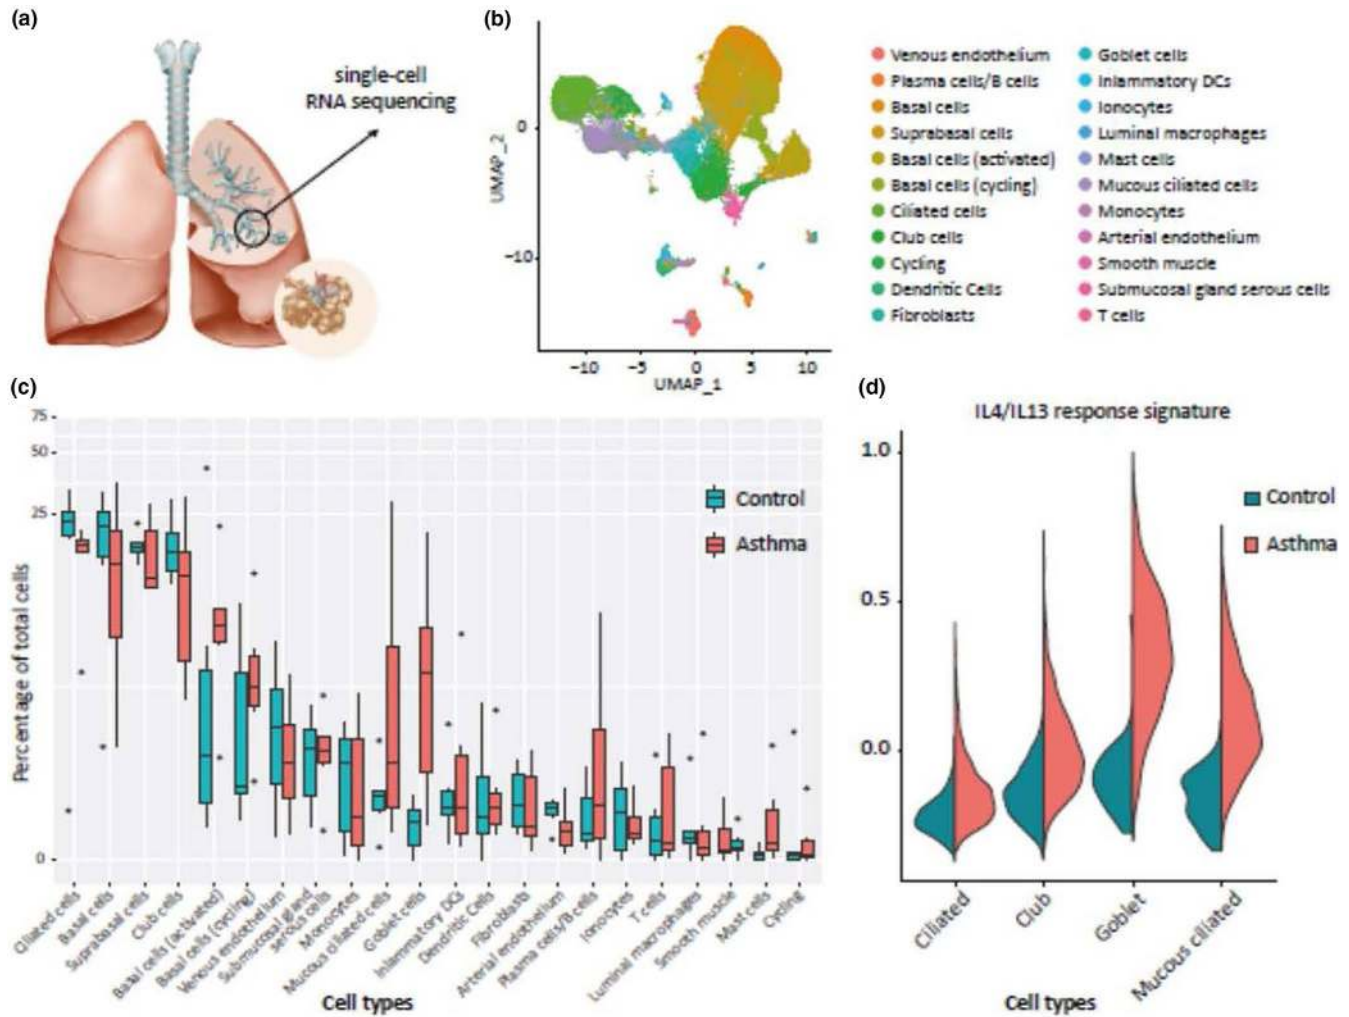 (a)
single-cell
RNA sequencing
(b)
UMAP_2
0
−10
−10
−5
0
5
10
UMAP_1
Venous endothelium
Plasma cells/B cells
Basal cells
Suprabasal cells
Basal cells (activated)
Basal cells (cycling)
Ciliated cells
Club cells
Cycling
Dendritic Cells
Fibroblasts
Goblet cells
Inlammatory DCs
Ionocytes
Luminal macrophages
Mast cells
Mucous ciliated cells
Monocytes
Arterial endothelium
Smooth muscle
Submucosal gland serous cells
T cells
(c)
75
50
25
0
Percentage of total cells
Control
Asthma
Ciliated cells
Basal cells
Suprabasal cells
Club cells
Basal cells (activated)
Basal cells (cycling)
Venous endothelium
Submucosal gland
serous cells
Monocytes
Mucous ciliated cells
Goblet cells
Inlammatory DCs
Dendritic Cells
Fibroblasts
Arterial endothelium
Plasma cells/B cells
Ionocytes
T cells
Luminal macrophages
Smooth muscle
Mast cells
Cycling
Cell types
(d)
IL4/IL13 response signature
1.0
0.5
0.0
Control
Asthma
Ciliated
Club
Goblet
Mucous ciliated
Cell types